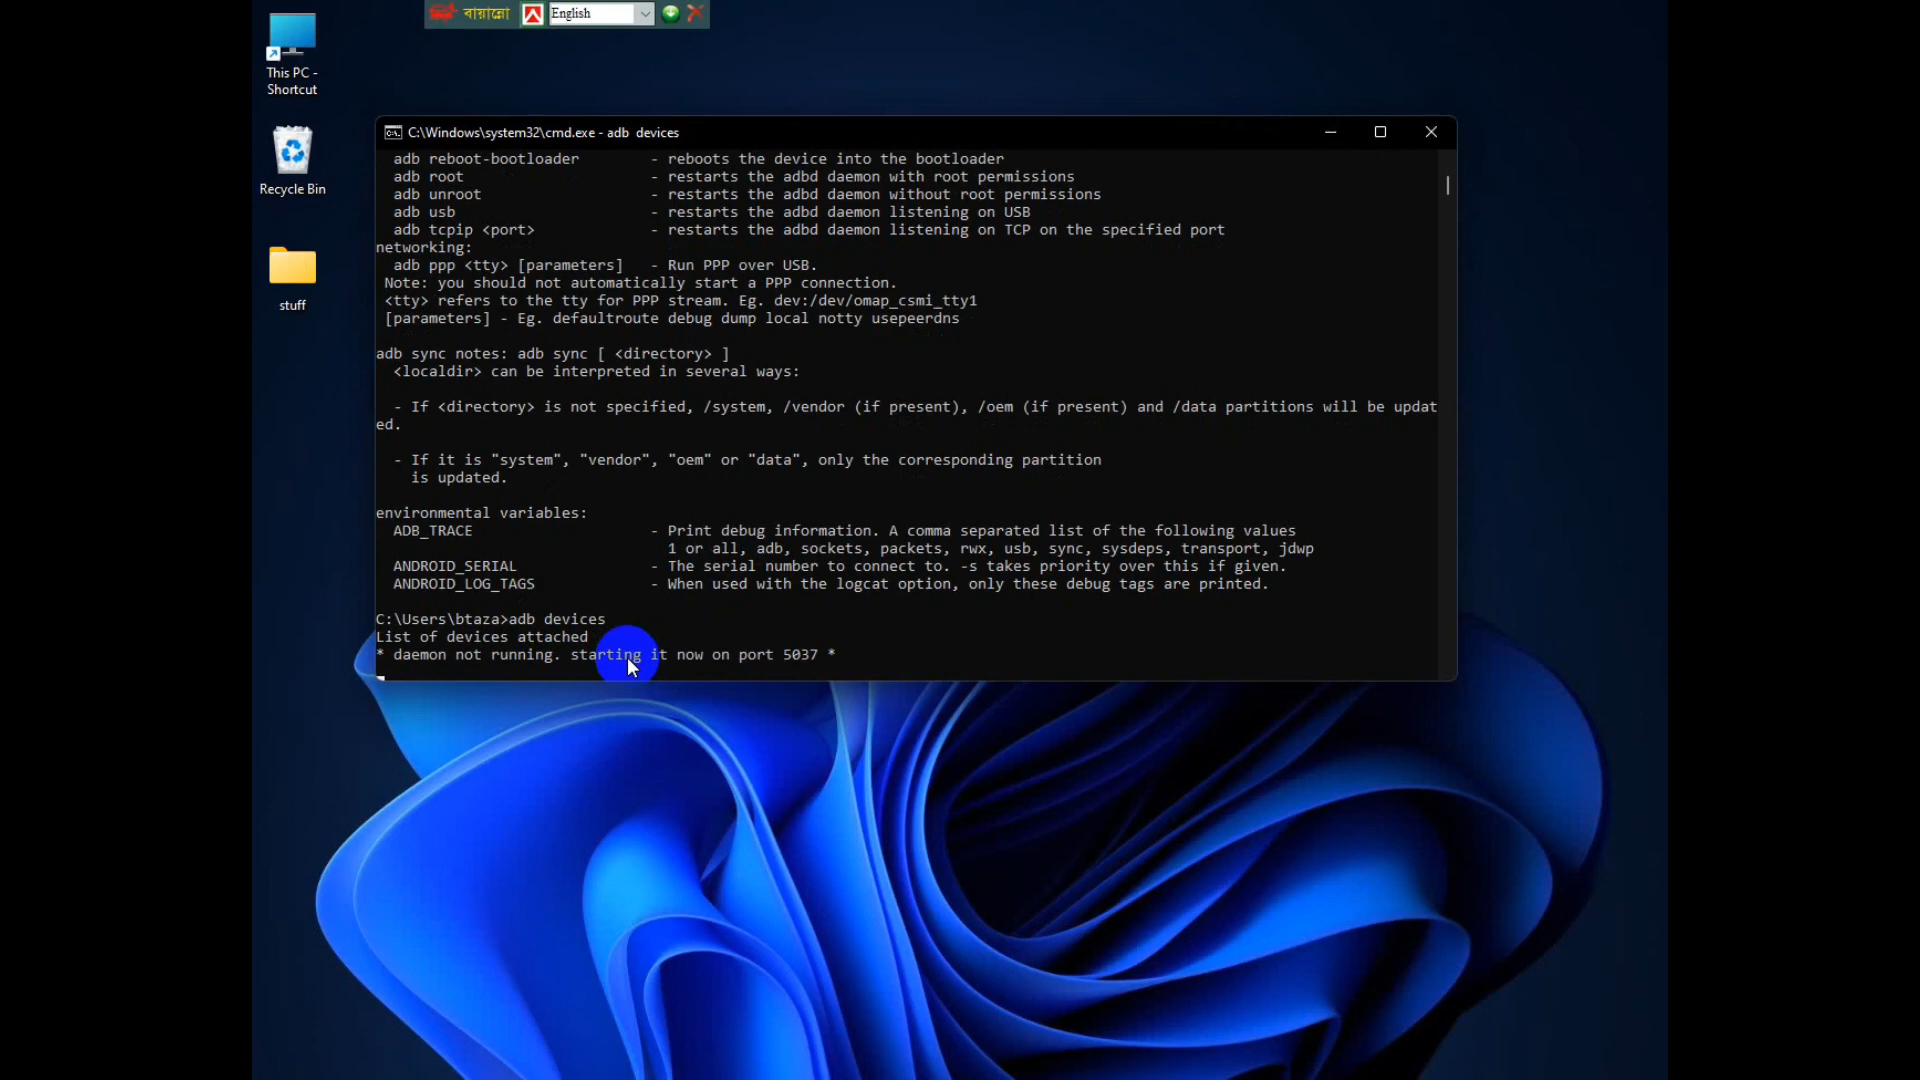 বায়ান্নো
English
This PC -
Shortcut
Recycle Bin
stuff
C:\Windows\system32\cmd.exe - adb  devices
adb reboot-bootloader        - reboots the device into the bootloader
adb root                     - restarts the adbd daemon with root permissions
adb unroot                   - restarts the adbd daemon without root permissions
adb usb                      - restarts the adbd daemon listening on USB
adb tcpip <port>             - restarts the adbd daemon listening on TCP on the specified port
networking:
adb ppp <tty> [parameters]   - Run PPP over USB.
Note: you should not automatically start a PPP connection.
<tty> refers to the tty for PPP stream. Eg. dev:/dev/omap_csmi_tty1
[parameters] - Eg. defaultroute debug dump local notty usepeerdns
adb sync notes: adb sync [ <directory> ]
<localdir> can be interpreted in several ways:
- If <directory> is not specified, /system, /vendor (if present), /oem (if present) and /data partitions will be updat
ed.
- If it is "system", "vendor", "oem" or "data", only the corresponding partition
is updated.
environmental variables:
ADB_TRACE                    - Print debug information. A comma separated list of the following values
1 or all, adb, sockets, packets, rwx, usb, sync, sysdeps, transport, jdwp
ANDROID_SERIAL               - The serial number to connect to. -s takes priority over this if given.
ANDROID_LOG_TAGS             - When used with the logcat option, only these debug tags are printed.
C:\Users\btaza>adb devices
List of devices attached
* daemon not running. starting it now on port 5037 *